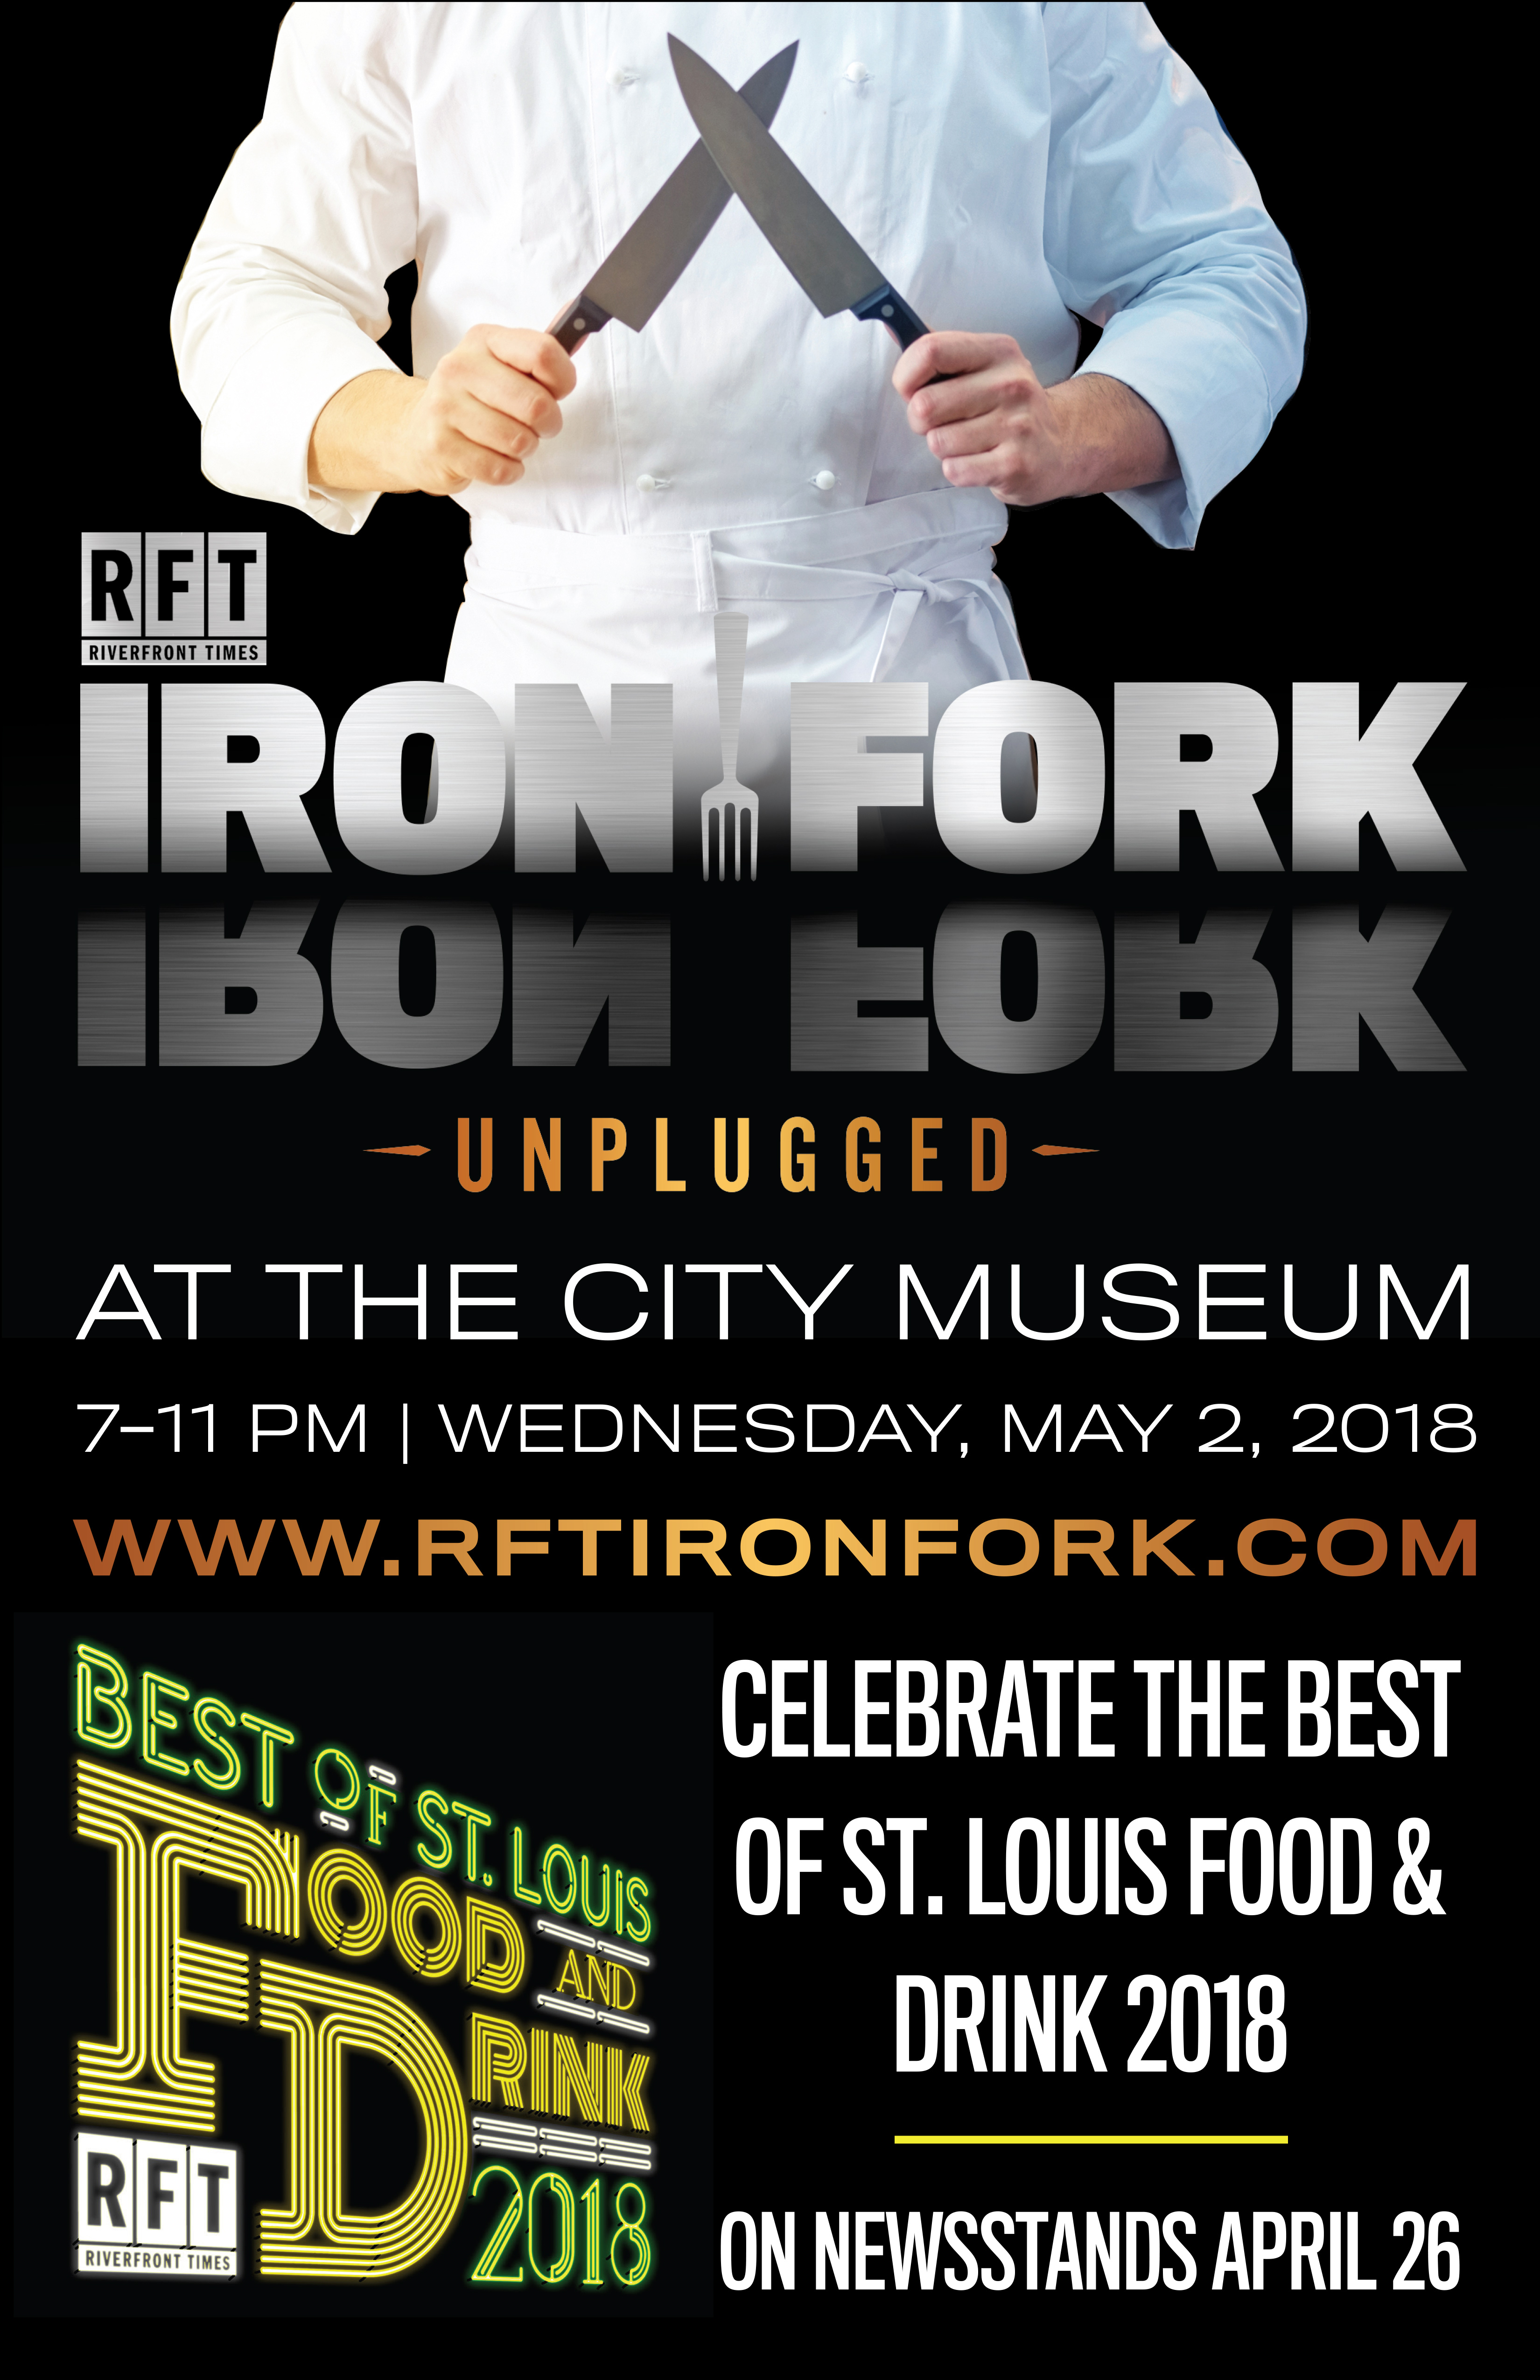 RFT
RIVERFRONT TIMES
IRON FORK
UNPLUGGED
AT THE CITY MUSEUM
7–11 PM | WEDNESDAY, MAY 2, 2018
WWW.RFTIRONFORK.COM
BEST OF ST. LOUIS
FOOD AND
DRINK
2018
RFT
RIVERFRONT TIMES
CELEBRATE THE BEST
OF ST. LOUIS FOOD &
DRINK 2018
ON NEWSSTANDS APRIL 26